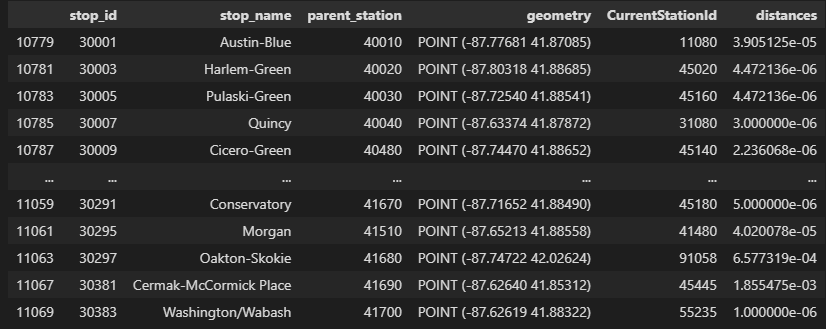 stop_id stop_name parent_station geometry CurrentStationId distances
10779 30001 Austin-Blue 40010 POINT (-87.77681 41.87085) 11080 3.905125e-05
10781 30003 Harlem-Green 40020 POINT (-87.80318 41.88685) 45020 4.472136e-06
10783 30005 Pulaski-Green 40030 POINT (-87.72540 41.88541) 45160 4.472136e-06
10785 30007 Quincy 40040 POINT (-87.63374 41.87872) 31080 3.000000e-06
10787 30009 Cicero-Green 40480 POINT (-87.74470 41.88652) 45140 2.236068e-06
... ... ... ... ... ... ...
11059 30291 Conservatory 41670 POINT (-87.71652 41.88490) 45180 5.000000e-06
11061 30295 Morgan 41510 POINT (-87.65213 41.88558) 41480 4.020078e-05
11063 30297 Oakton-Skokie 41680 POINT (-87.74722 42.02624) 91058 6.577319e-04
11067 30381 Cermak-McCormick Place 41690 POINT (-87.62640 41.85312) 45445 1.855475e-03
11069 30383 Washington/Wabash 41700 POINT (-87.62619 41.88322) 55235 1.000000e-06